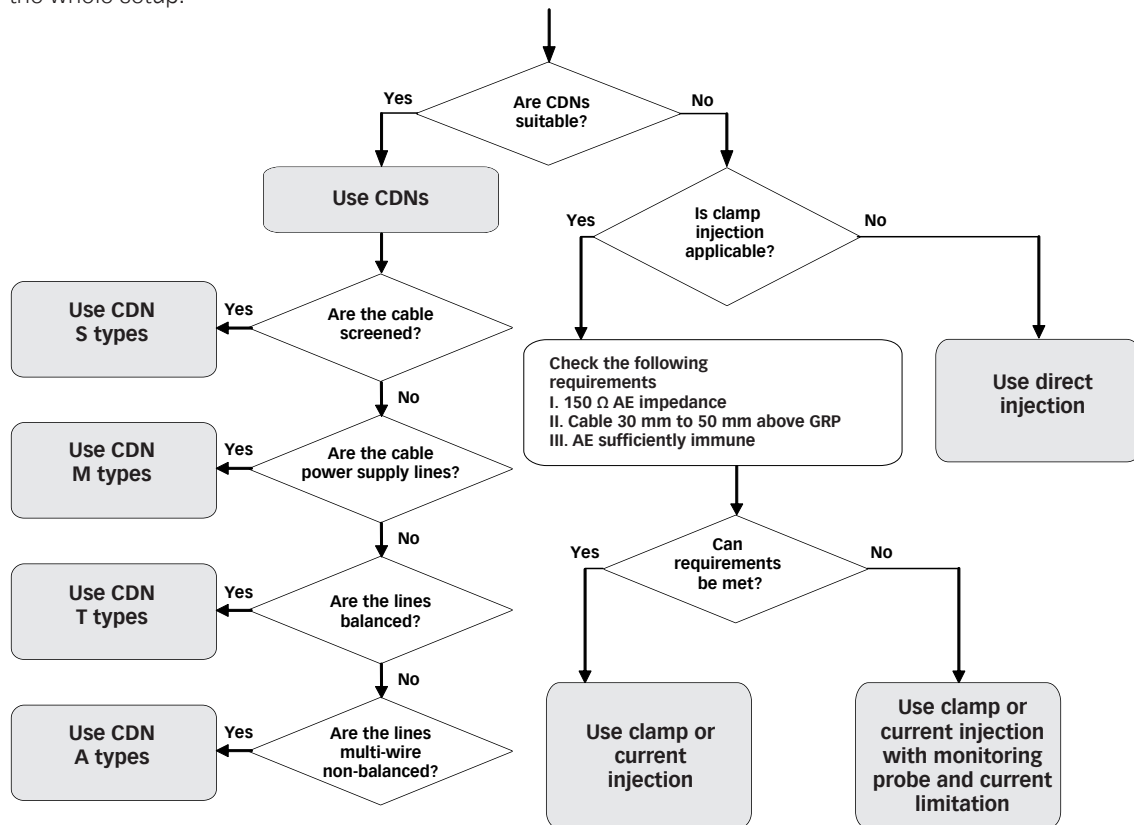 the whole setup.
Are CDNs
suitable?
Yes
No
Use CDNs
Is clamp
injection
applicable?
Yes
No
Are the cable
screened?
Yes
Use CDN
S types
No
Check the following
requirements
I. 150 Ω AE impedance
II. Cable 30 mm to 50 mm above GRP
III. AE sufficiently immune
Use direct
injection
Are the cable
power supply lines?
Yes
Use CDN
M types
No
Can
requirements
be met?
Yes
No
Are the lines
balanced?
Yes
Use CDN
T types
No
Are the lines
multi-wire
non-balanced?
Yes
Use CDN
A types
Use clamp or
current
injection
Use clamp or
current injection
with monitoring
probe and current
limitation